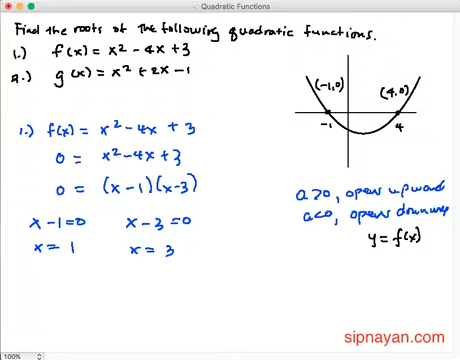 Quadratic Functions
Find the roots of the following quadratic functions.
1.) f(x) = x² - 4x + 3
2.) g(x) = x² + 2x - 1
(-1,0)
(4,0)
-1
4
1.) f(x) = x² - 4x + 3
0 = x² - 4x + 3
0 = (x - 1)(x - 3)
x - 1 = 0 x - 3 = 0
x = 1 x = 3
a>0, opens upward
a<0, opens downward
y = f(x)
sipnayan.com
100%